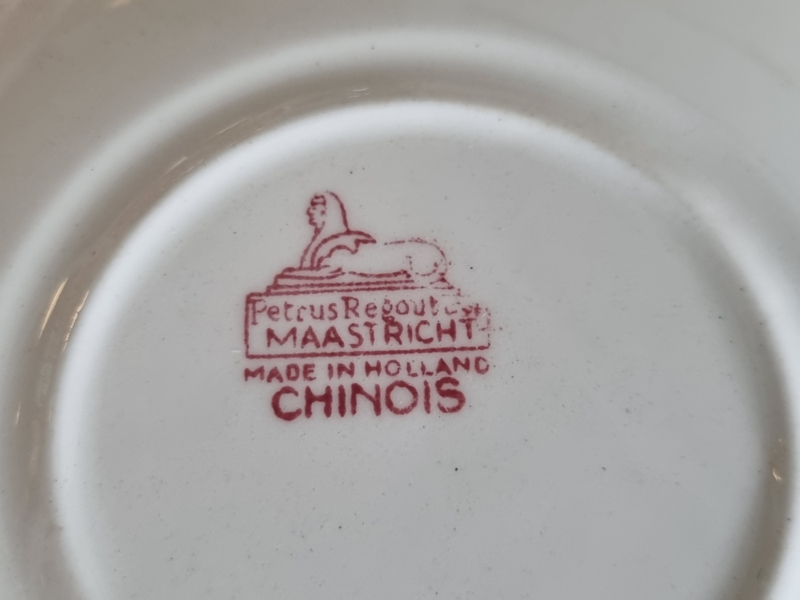 Petrus Regout
MAASTRICHT
MADE IN HOLLAND
CHINOIS